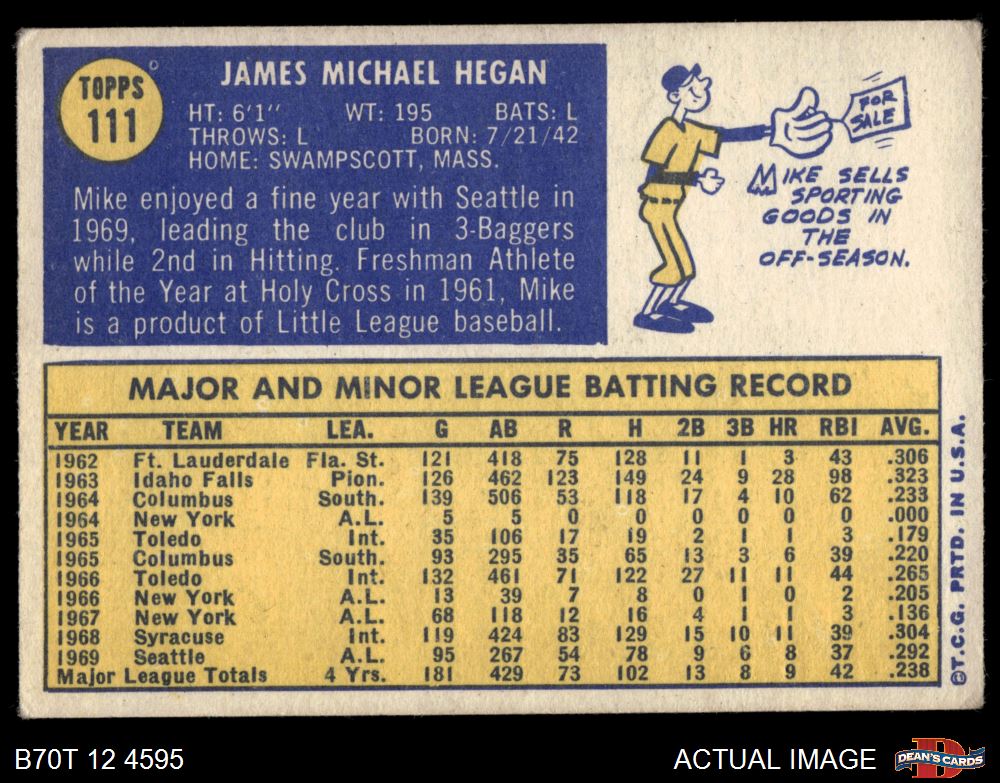 TOPPS
111
JAMES MICHAEL HEGAN
HT: 6'1'' WT: 195 BATS: L
THROWS: L BORN: 7/21/42
HOME: SWAMPSCOTT, MASS.
Mike enjoyed a fine year with Seattle in
1969, leading the club in 3-Baggers
while 2nd in Hitting. Freshman Athlete
of the Year at Holy Cross in 1961, Mike
is a product of Little League baseball.
FOR
SALE
MIKE SELLS
SPORTING
GOODS IN
THE
OFF-SEASON.
MAJOR AND MINOR LEAGUE BATTING RECORD
YEAR TEAM LEA. G AB R H 2B 3B HR RBI AVG.
1962 Ft. Lauderdale Fla. St. 121 418 75 128 11 1 3 43 .306
1963 Idaho Falls Pion. 126 462 123 149 24 9 28 98 .323
1964 Columbus South. 139 506 53 118 17 4 10 62 .233
1964 New York A.L. 5 5 0 0 0 0 0 0 .000
1965 Toledo Int. 35 106 17 19 2 1 1 3 .179
1965 Columbus South. 93 295 35 65 13 3 6 39 .220
1966 Toledo Int. 132 461 71 122 27 11 11 44 .265
1966 New York A.L. 13 39 7 8 0 1 0 2 .205
1967 New York A.L. 68 118 12 16 4 1 1 3 .136
1968 Syracuse Int. 119 424 83 129 15 10 11 39 .304
1969 Seattle A.L. 95 267 54 78 9 6 8 37 .292
Major League Totals 4 Yrs. 181 429 73 102 13 8 9 42 .238
©T.C.G. PRTD. IN U.S.A.
B70T 12 4595
ACTUAL IMAGE
D
DEAN'S CARDS